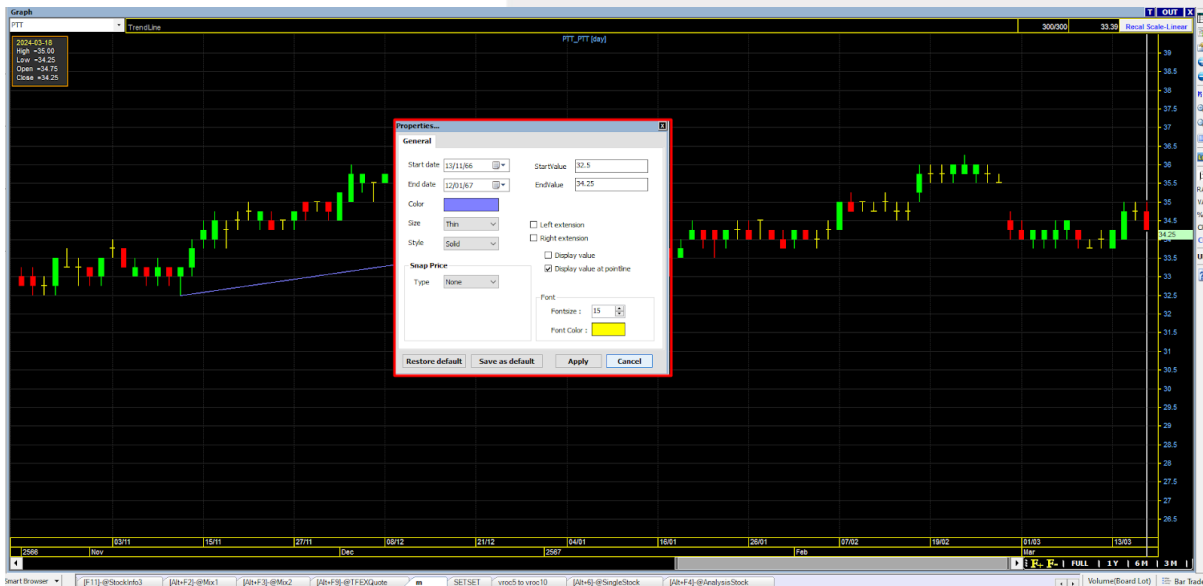 Graph
T OUT X
PTT
TrendLine
300/300
33.39
Recal Scale-Linear
2024-03-18
High =35.00
Low =34.25
Open =34.75
Close =34.25
PTT_PTT [day]
39
38.5
38
37.5
37
36.5
36
35.5
35
34.5
34.25
34
33.5
33
32.5
32
31.5
31
30.5
30
29.5
29
28.5
28
27.5
27
26.5
Properties...
General
Start date 13/11/66
StartValue 32.5
End date 12/01/67
EndValue 34.25
Color
Size Thin
Left extension
Right extension
Style Solid
Display value
Display value at pointline
Snap Price
Type None
Font
Fontsize : 15
Font Color :
Restore default Save as default Apply Cancel
03/11 15/11 27/11 08/12 21/12 04/01 16/01 26/01 07/02 19/02 01/03 13/03
2566 Nov Dec 2567 Feb Mar
F+ F- | FULL | 1Y | 6M | 3M |
Smart Browser
[F11]-@StockInfo3 [Alt+F2]-@Mix1 [Alt+F3]-@Mix2 [Alt+F9]-@TFEXQuote m SETSET vroc5 to vroc10 [Alt+6]-@SingleStock [Alt+F4]-@AnalysisStock
Volume(Board Lot)